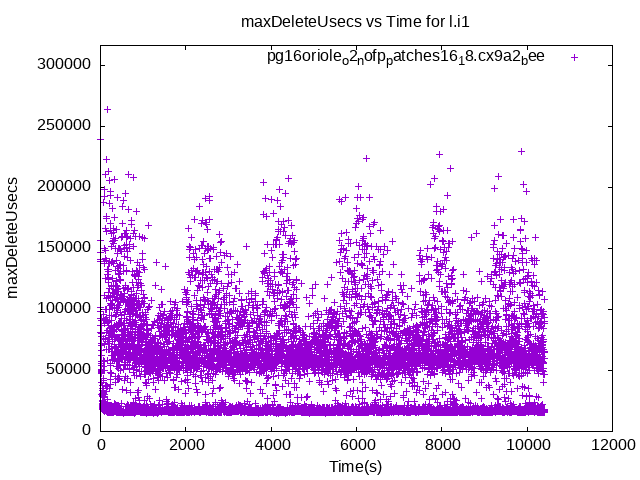 maxDeleteUsecs vs Time for l.i1
pg16oriole_o2_nofp_patches16_18.cx9a2_bee
maxDeleteUsecs
300000
250000
200000
150000
100000
50000
0
0 2000 4000 6000 8000 10000 12000
Time(s)